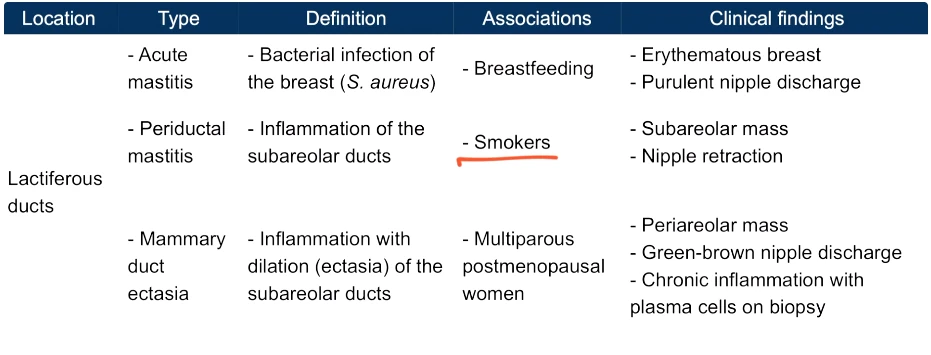 Location Type Definition Associations Clinical findings
- Acute mastitis - Bacterial infection of the breast (S. aureus) - Breastfeeding - Erythematous breast
- Purulent nipple discharge
- Periductal mastitis - Inflammation of the subareolar ducts - Smokers - Subareolar mass
- Nipple retraction
Lactiferous
ducts
- Mammary duct ectasia - Inflammation with dilation (ectasia) of the subareolar ducts - Multiparous postmenopausal women - Periareolar mass
- Green-brown nipple discharge
- Chronic inflammation with
plasma cells on biopsy